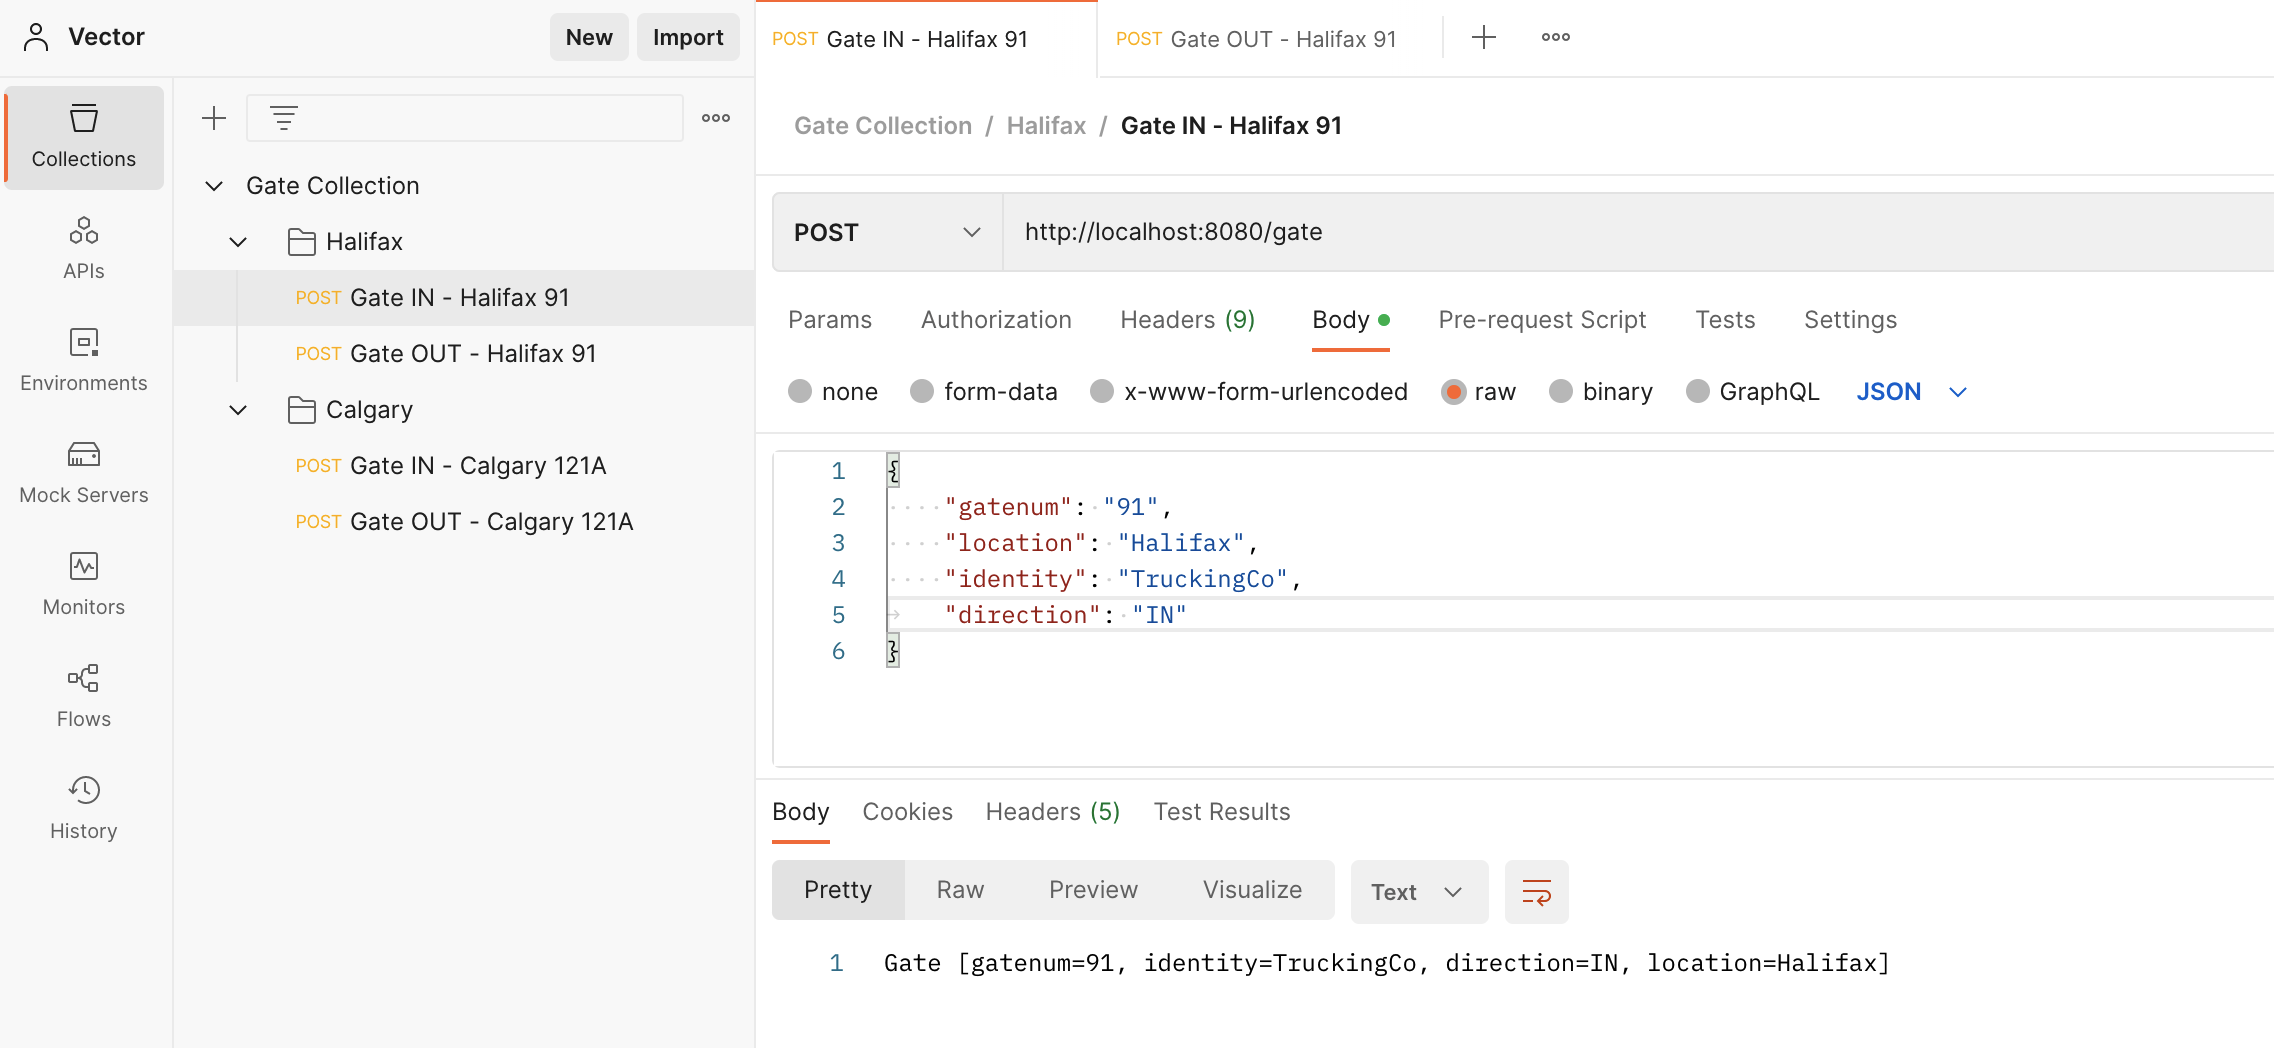 Vector
New
Import
Collections
APIs
Environments
Mock Servers
Monitors
Flows
History
Gate Collection
Halifax
POST Gate IN - Halifax 91
POST Gate OUT - Halifax 91
Calgary
POST Gate IN - Calgary 121A
POST Gate OUT - Calgary 121A
POST Gate IN - Halifax 91
POST Gate OUT - Halifax 91
Gate Collection / Halifax / Gate IN - Halifax 91
POST http://localhost:8080/gate
Params Authorization Headers (9) Body Pre-request Script Tests Settings
none form-data x-www-form-urlencoded raw binary GraphQL JSON
1 {
2 "gatenum": "91",
3 "location": "Halifax",
4 "identity": "TruckingCo",
5 "direction": "IN"
6 }
Body Cookies Headers (5) Test Results
Pretty Raw Preview Visualize Text
1 Gate [gatenum=91, identity=TruckingCo, direction=IN, location=Halifax]